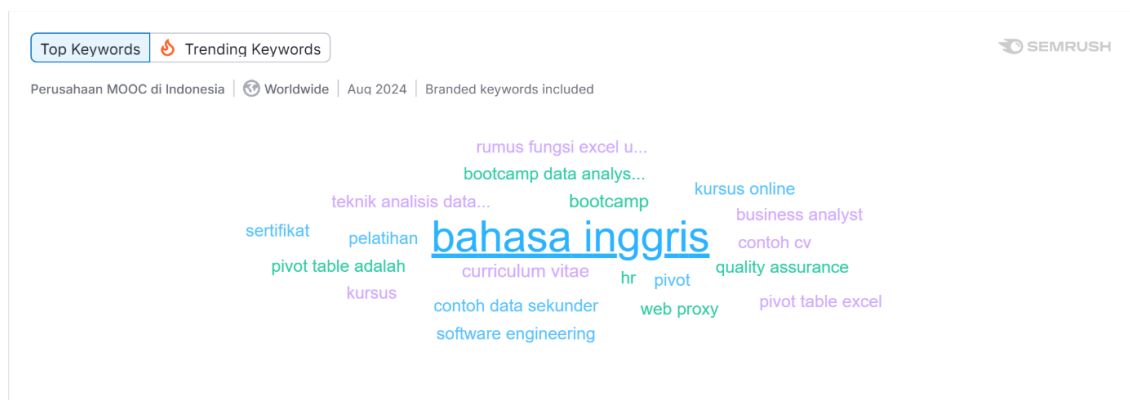 Top Keywords Trending Keywords
SEMRUSH
Perusahaan MOOC di Indonesia Worldwide Aug 2024 Branded keywords included
rumus fungsi excel u...
bootcamp data analys...
kursus online
teknik analisis data...
bootcamp
business analyst
sertifikat
pelatihan
bahasa inggris
contoh cv
pivot table adalah
curriculum vitae
hr
pivot
quality assurance
kursus
contoh data sekunder
web proxy
pivot table excel
software engineering